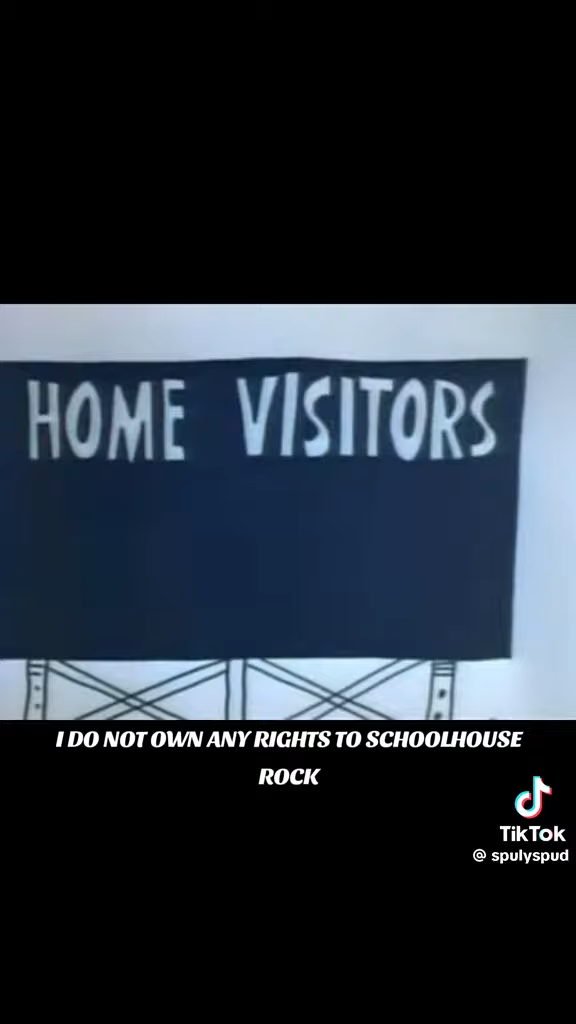 HOME VISITORS
I DO NOT OWN ANY RIGHTS TO SCHOOLHOUSE
ROCK
TikTok
@ spulyspud